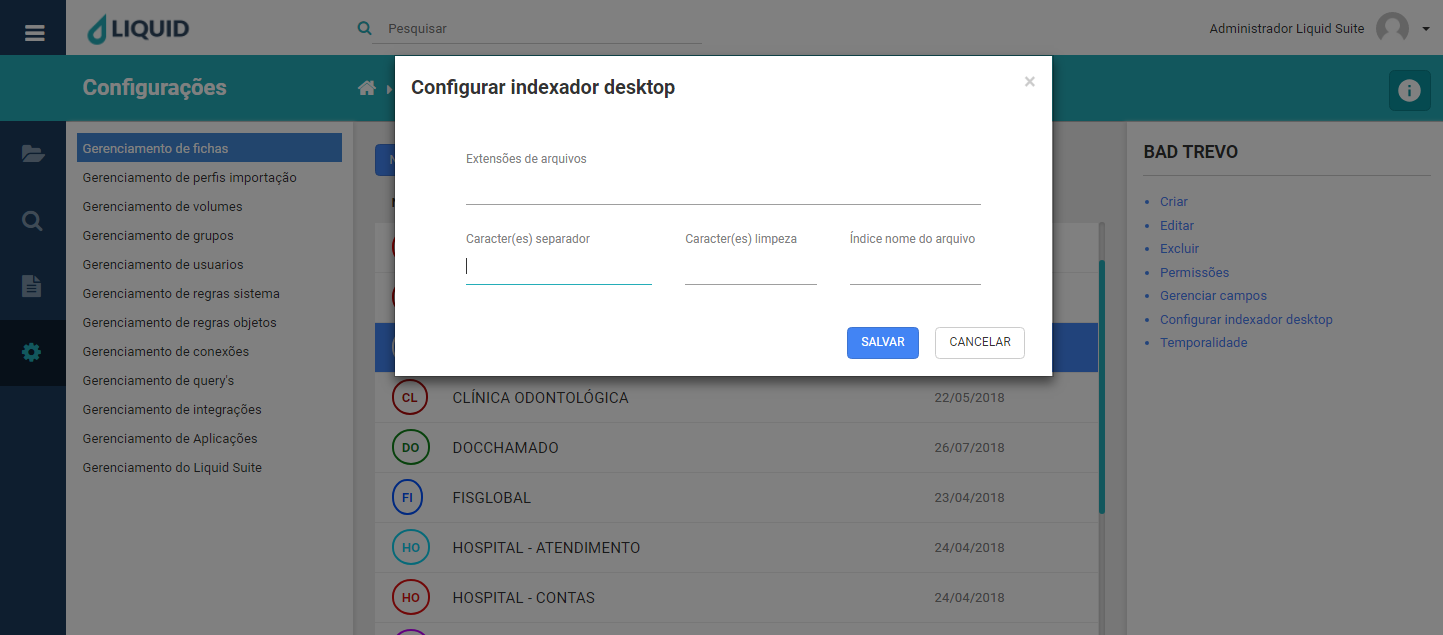 LIQUID
Pesquisar
Administrador Liquid Suite
Configurações
Configurar indexador desktop
×
Extensões de arquivos
Caracter(es) separador
Caracter(es) limpeza
Índice nome do arquivo
SALVAR
CANCELAR
Gerenciamento de fichas
Gerenciamento de perfis importação
Gerenciamento de volumes
Gerenciamento de grupos
Gerenciamento de usuarios
Gerenciamento de regras sistema
Gerenciamento de regras objetos
Gerenciamento de conexões
Gerenciamento de query's
Gerenciamento de integrações
Gerenciamento de Aplicações
Gerenciamento do Liquid Suite
CL CLÍNICA ODONTOLÓGICA 22/05/2018
DO DOCCHAMADO 26/07/2018
FI FISGLOBAL 23/04/2018
HO HOSPITAL - ATENDIMENTO 24/04/2018
HO HOSPITAL - CONTAS 24/04/2018
BAD TREVO
Criar
Editar
Excluir
Permissões
Gerenciar campos
Configurar indexador desktop
Temporalidade